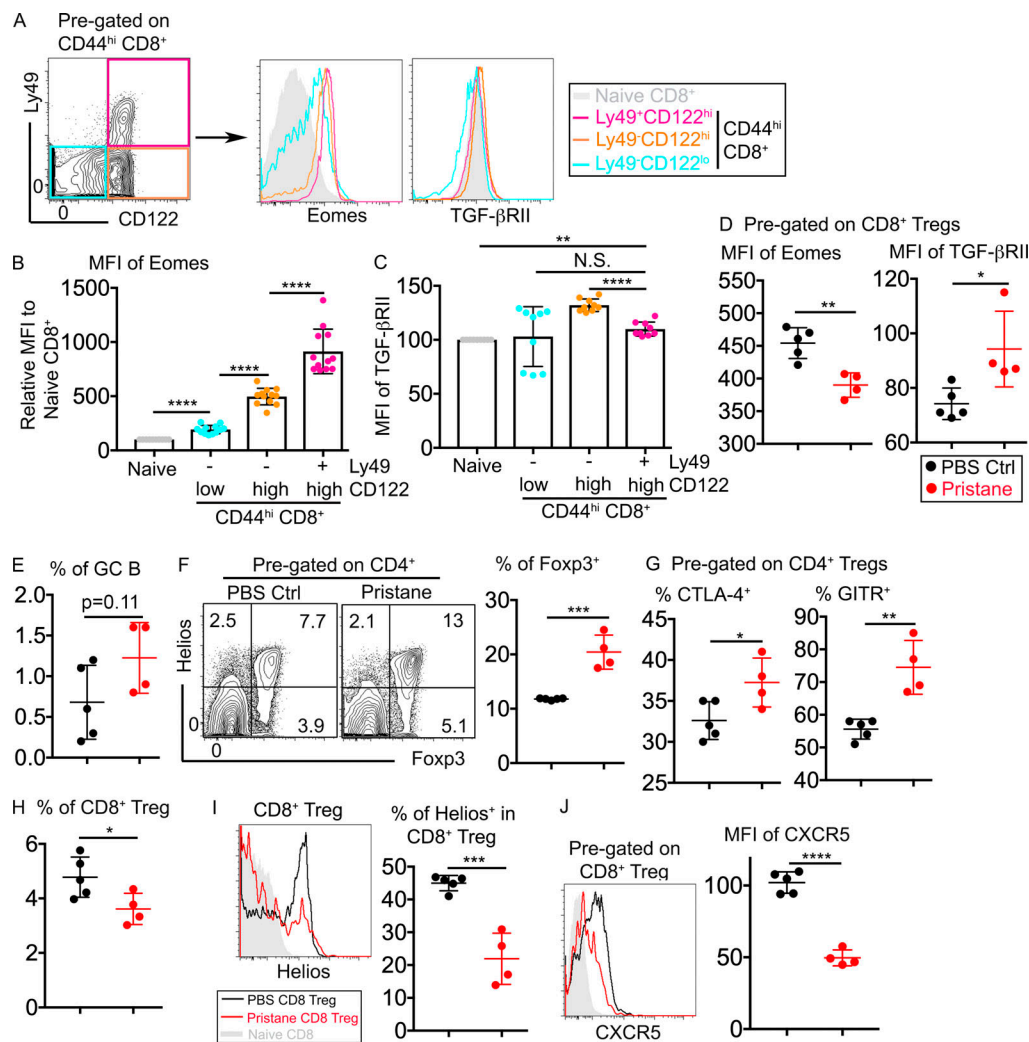 A
Pre-gated on
CD44hi CD8+
Ly49
0
0
CD122
Eomes
TGF-βRII
Naive CD8+
Ly49+CD122hi
Ly49-CD122hi
Ly49-CD122lo
CD44hi
CD8+
B
MFI of Eomes
Relative MFI to
Naive CD8+
1500
1000
500
0
****
****
****
Naive
- - + Ly49
low high high CD122
CD44hi CD8+
C
MFI of TGF-βRII
150
100
50
0
**
N.S.
****
Naive
- - + Ly49
low high high CD122
CD44hi CD8+
D Pre-gated on CD8+ Tregs
MFI of Eomes
550
500
450
400
350
300
**
MFI of TGF-βRII
120
100
80
60
*
PBS Ctrl
Pristane
E
% of GC B
2.0
1.5
1.0
0.5
0.0
p=0.11
F
Pre-gated on CD4+
PBS Ctrl
Pristane
Helios
0
2.5 7.7
3.9
2.1 13
5.1
0
Foxp3
% of Foxp3+
30
20
10
0
***
G Pre-gated on CD4+ Tregs
% CTLA-4+
45
40
35
30
25
*
% GITR+
90
80
70
60
50
40
**
H
% of CD8+ Treg
6
4
2
0
*
I
CD8+ Treg
Helios
PBS CD8 Treg
Pristane CD8 Treg
Naive CD8
% of Helios+ in
CD8+ Treg
50
40
30
20
10
0
***
J
Pre-gated on
CD8+ Treg
CXCR5
MFI of CXCR5
100
50
0
****